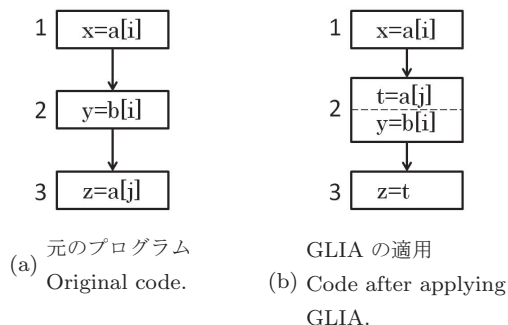 1 x=a[i]
2 y=b[i]
3 z=a[j]
(a) 元のプログラム
Original code.
1 x=a[i]
2 t=a[j]
y=b[i]
3 z=t
(b) GLIA の適用
Code after applying
GLIA.